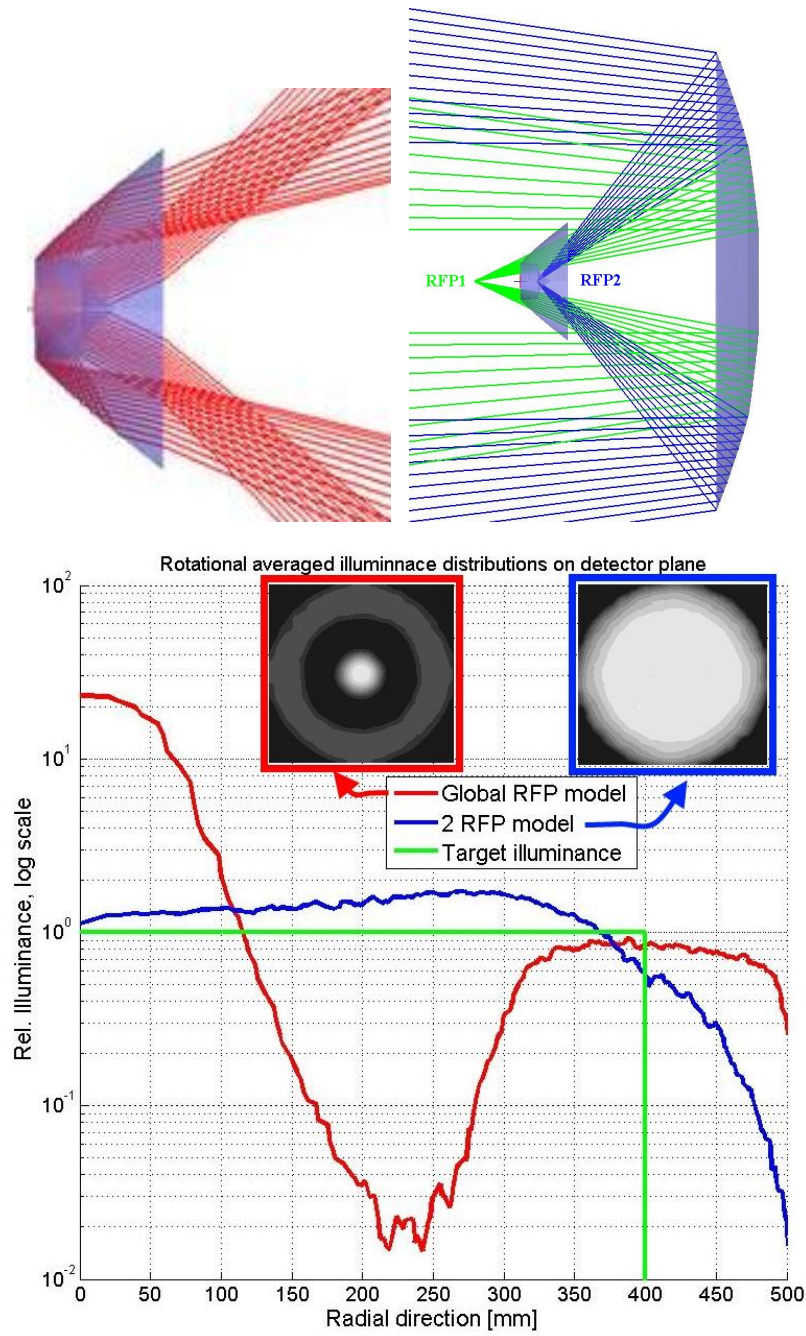 RFP1
RFP2
Rotational averaged illuminnace distributions on detector plane
10^2
10^1
10^0
10^-1
10^-2
Rel. Illuminance, log scale
Global RFP model
2 RFP model
Target illuminance
0 50 100 150 200 250 300 350 400 450 500
Radial direction [mm]